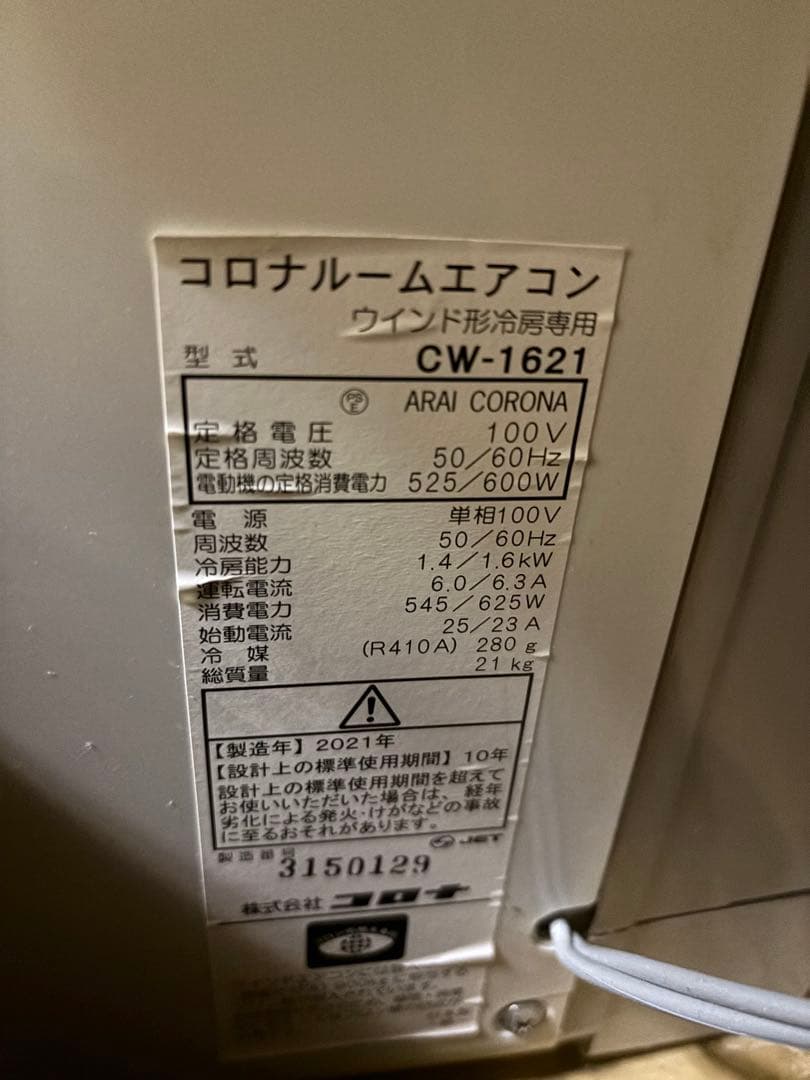 コロナルームエアコン
ウインド形冷房専用
型式 CW-1621
PSE ARAI CORONA
定格電圧 100V
定格周波数 50/60Hz
電動機の定格消費電力 525/600W
電源 単相100V
周波数 50/60Hz
冷房能力 1.4/1.6kW
運転電流 6.0/6.3A
消費電力 545/625W
始動電流 25/23A
冷媒 (R410A) 280g
総質量 21kg
【製造年】2021年
【設計上の標準使用期間】10年
設計上の標準使用期間を超えて
お使いいただいた場合は、経年
劣化による発火・けがなどの事故
に至るおそれがあります。
JET
製造番号 3150129
株式会社 コロナ